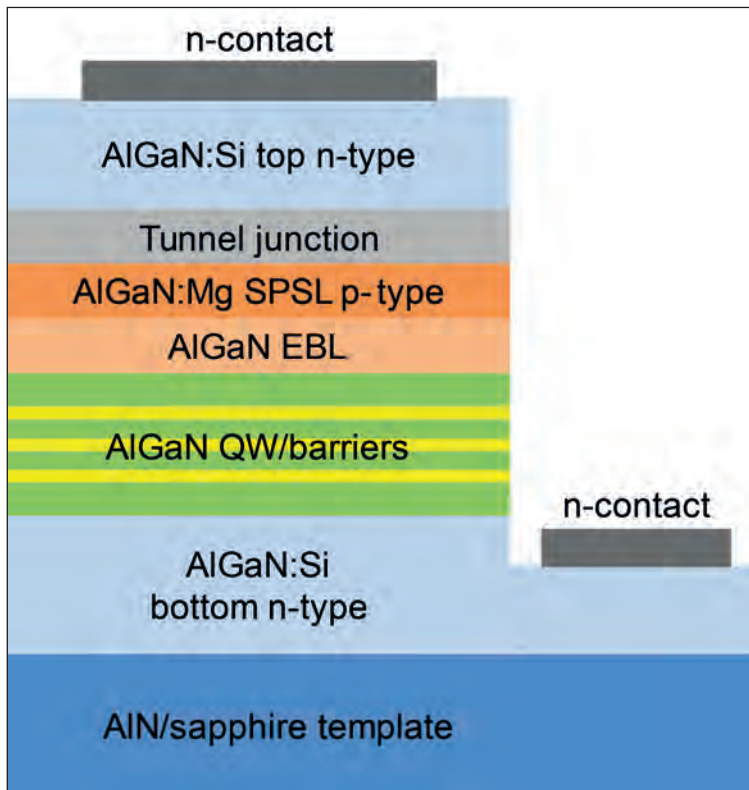 n-contact
AlGaN:Si top n-type
Tunnel junction
AlGaN:Mg SPSL p-type
AlGaN EBL
AlGaN QW/barriers
n-contact
AlGaN:Si
bottom n-type
AlN/sapphire template